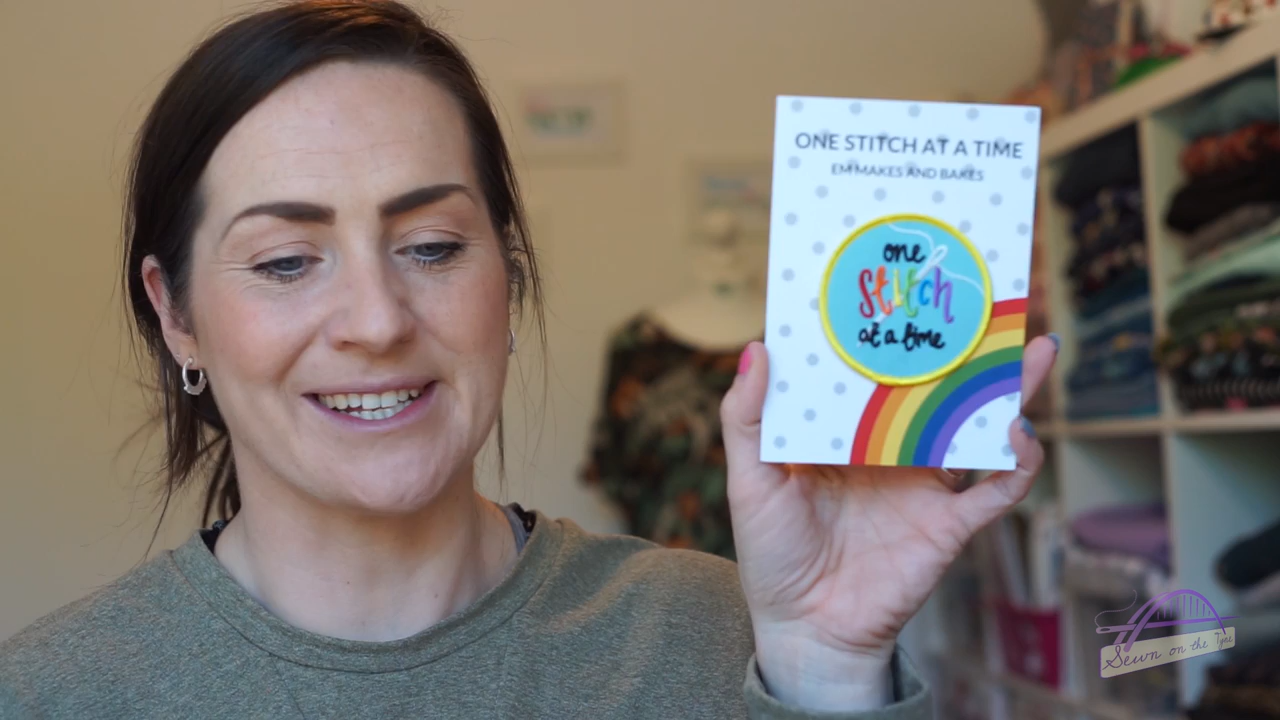 ONE STITCH AT A TIME
EM MAKES AND BAKES
one
stitch
at a time
Sewn on the Tyne